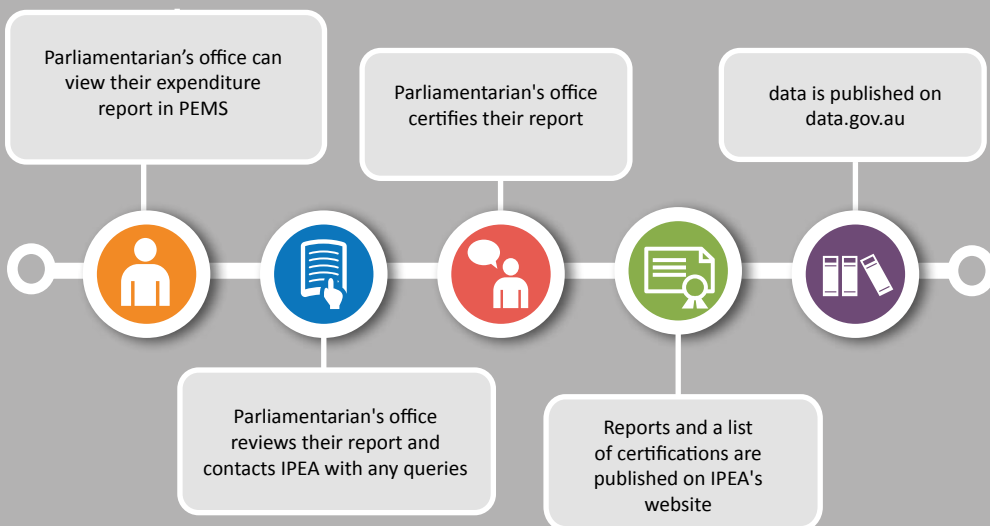 Parliamentarian’s office can
view their expenditure
report in PEMS
Parliamentarian's office
reviews their report and
contacts IPEA with any queries
Parliamentarian's office
certifies their report
Reports and a list
of certifications are
published on IPEA's
website
data is published on
data.gov.au